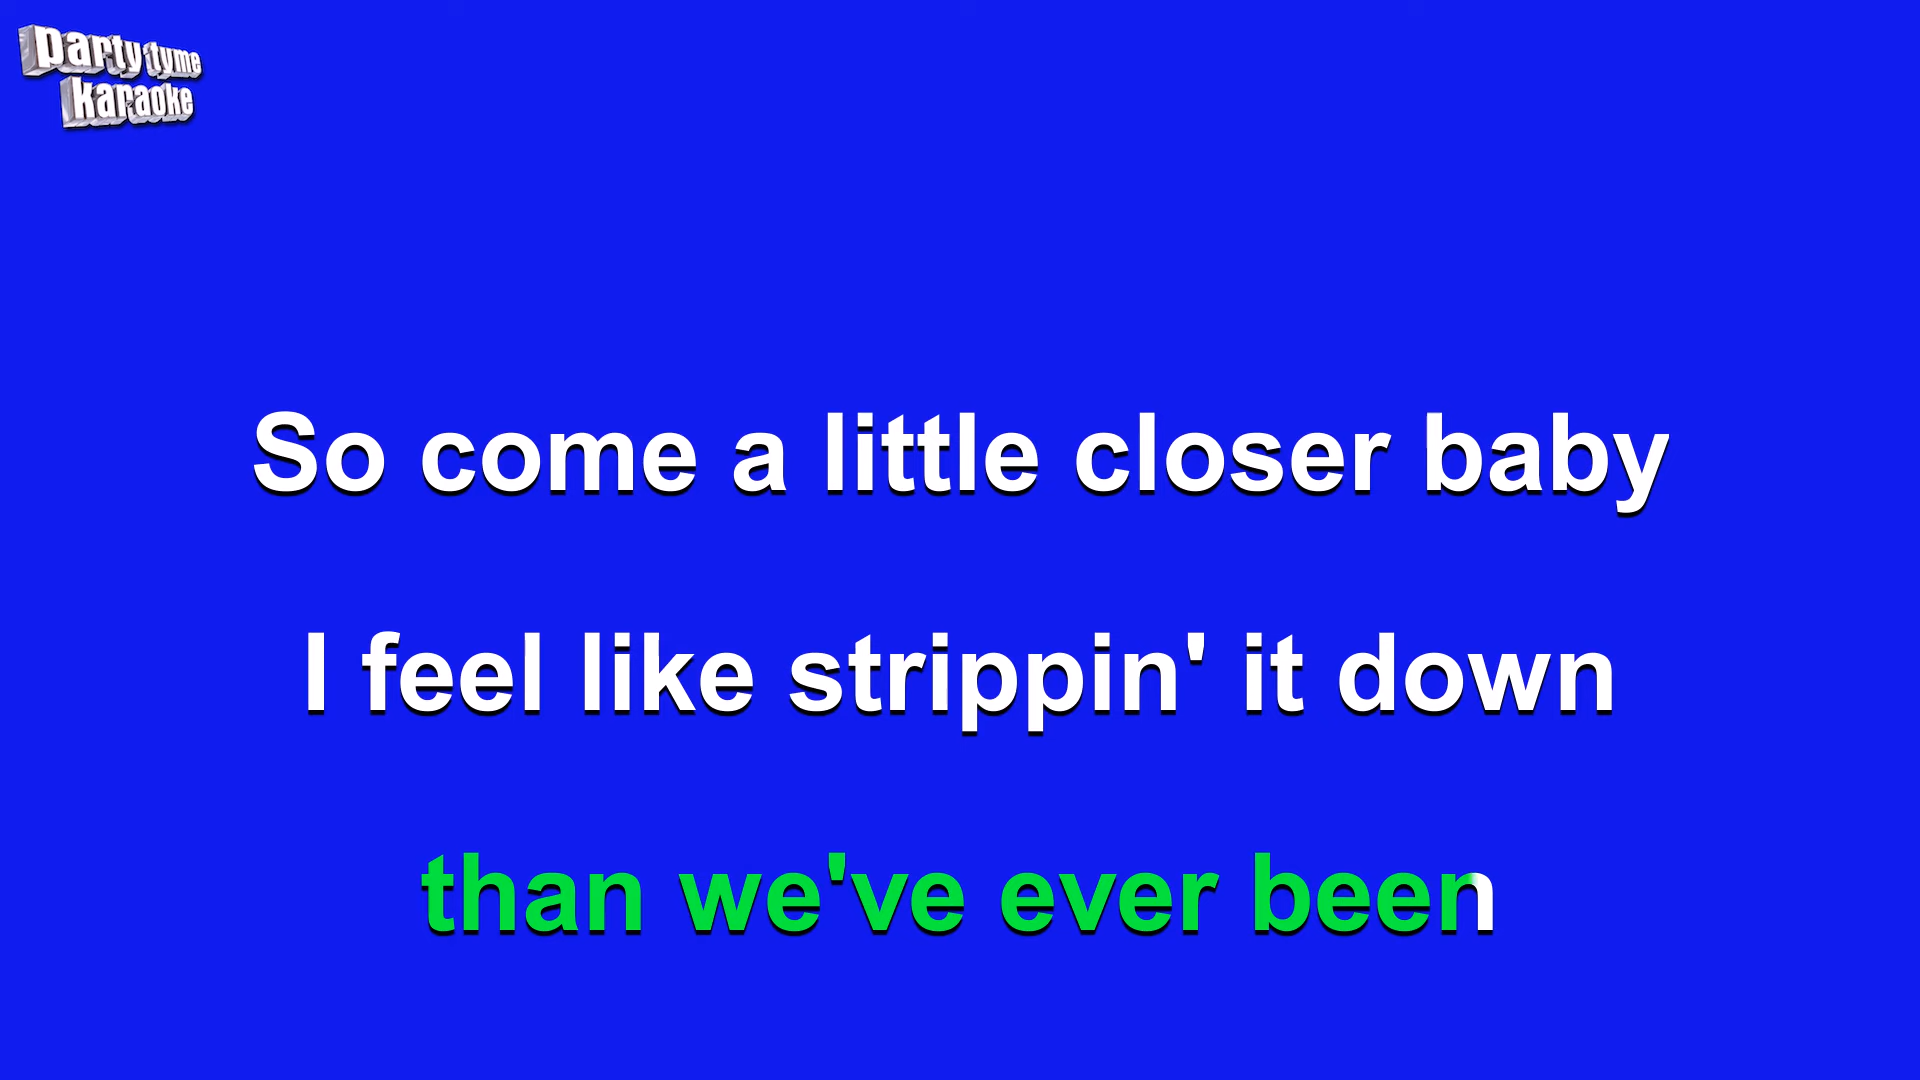 party tyme
karaoke
So come a little closer baby
I feel like strippin' it down
than we've ever been